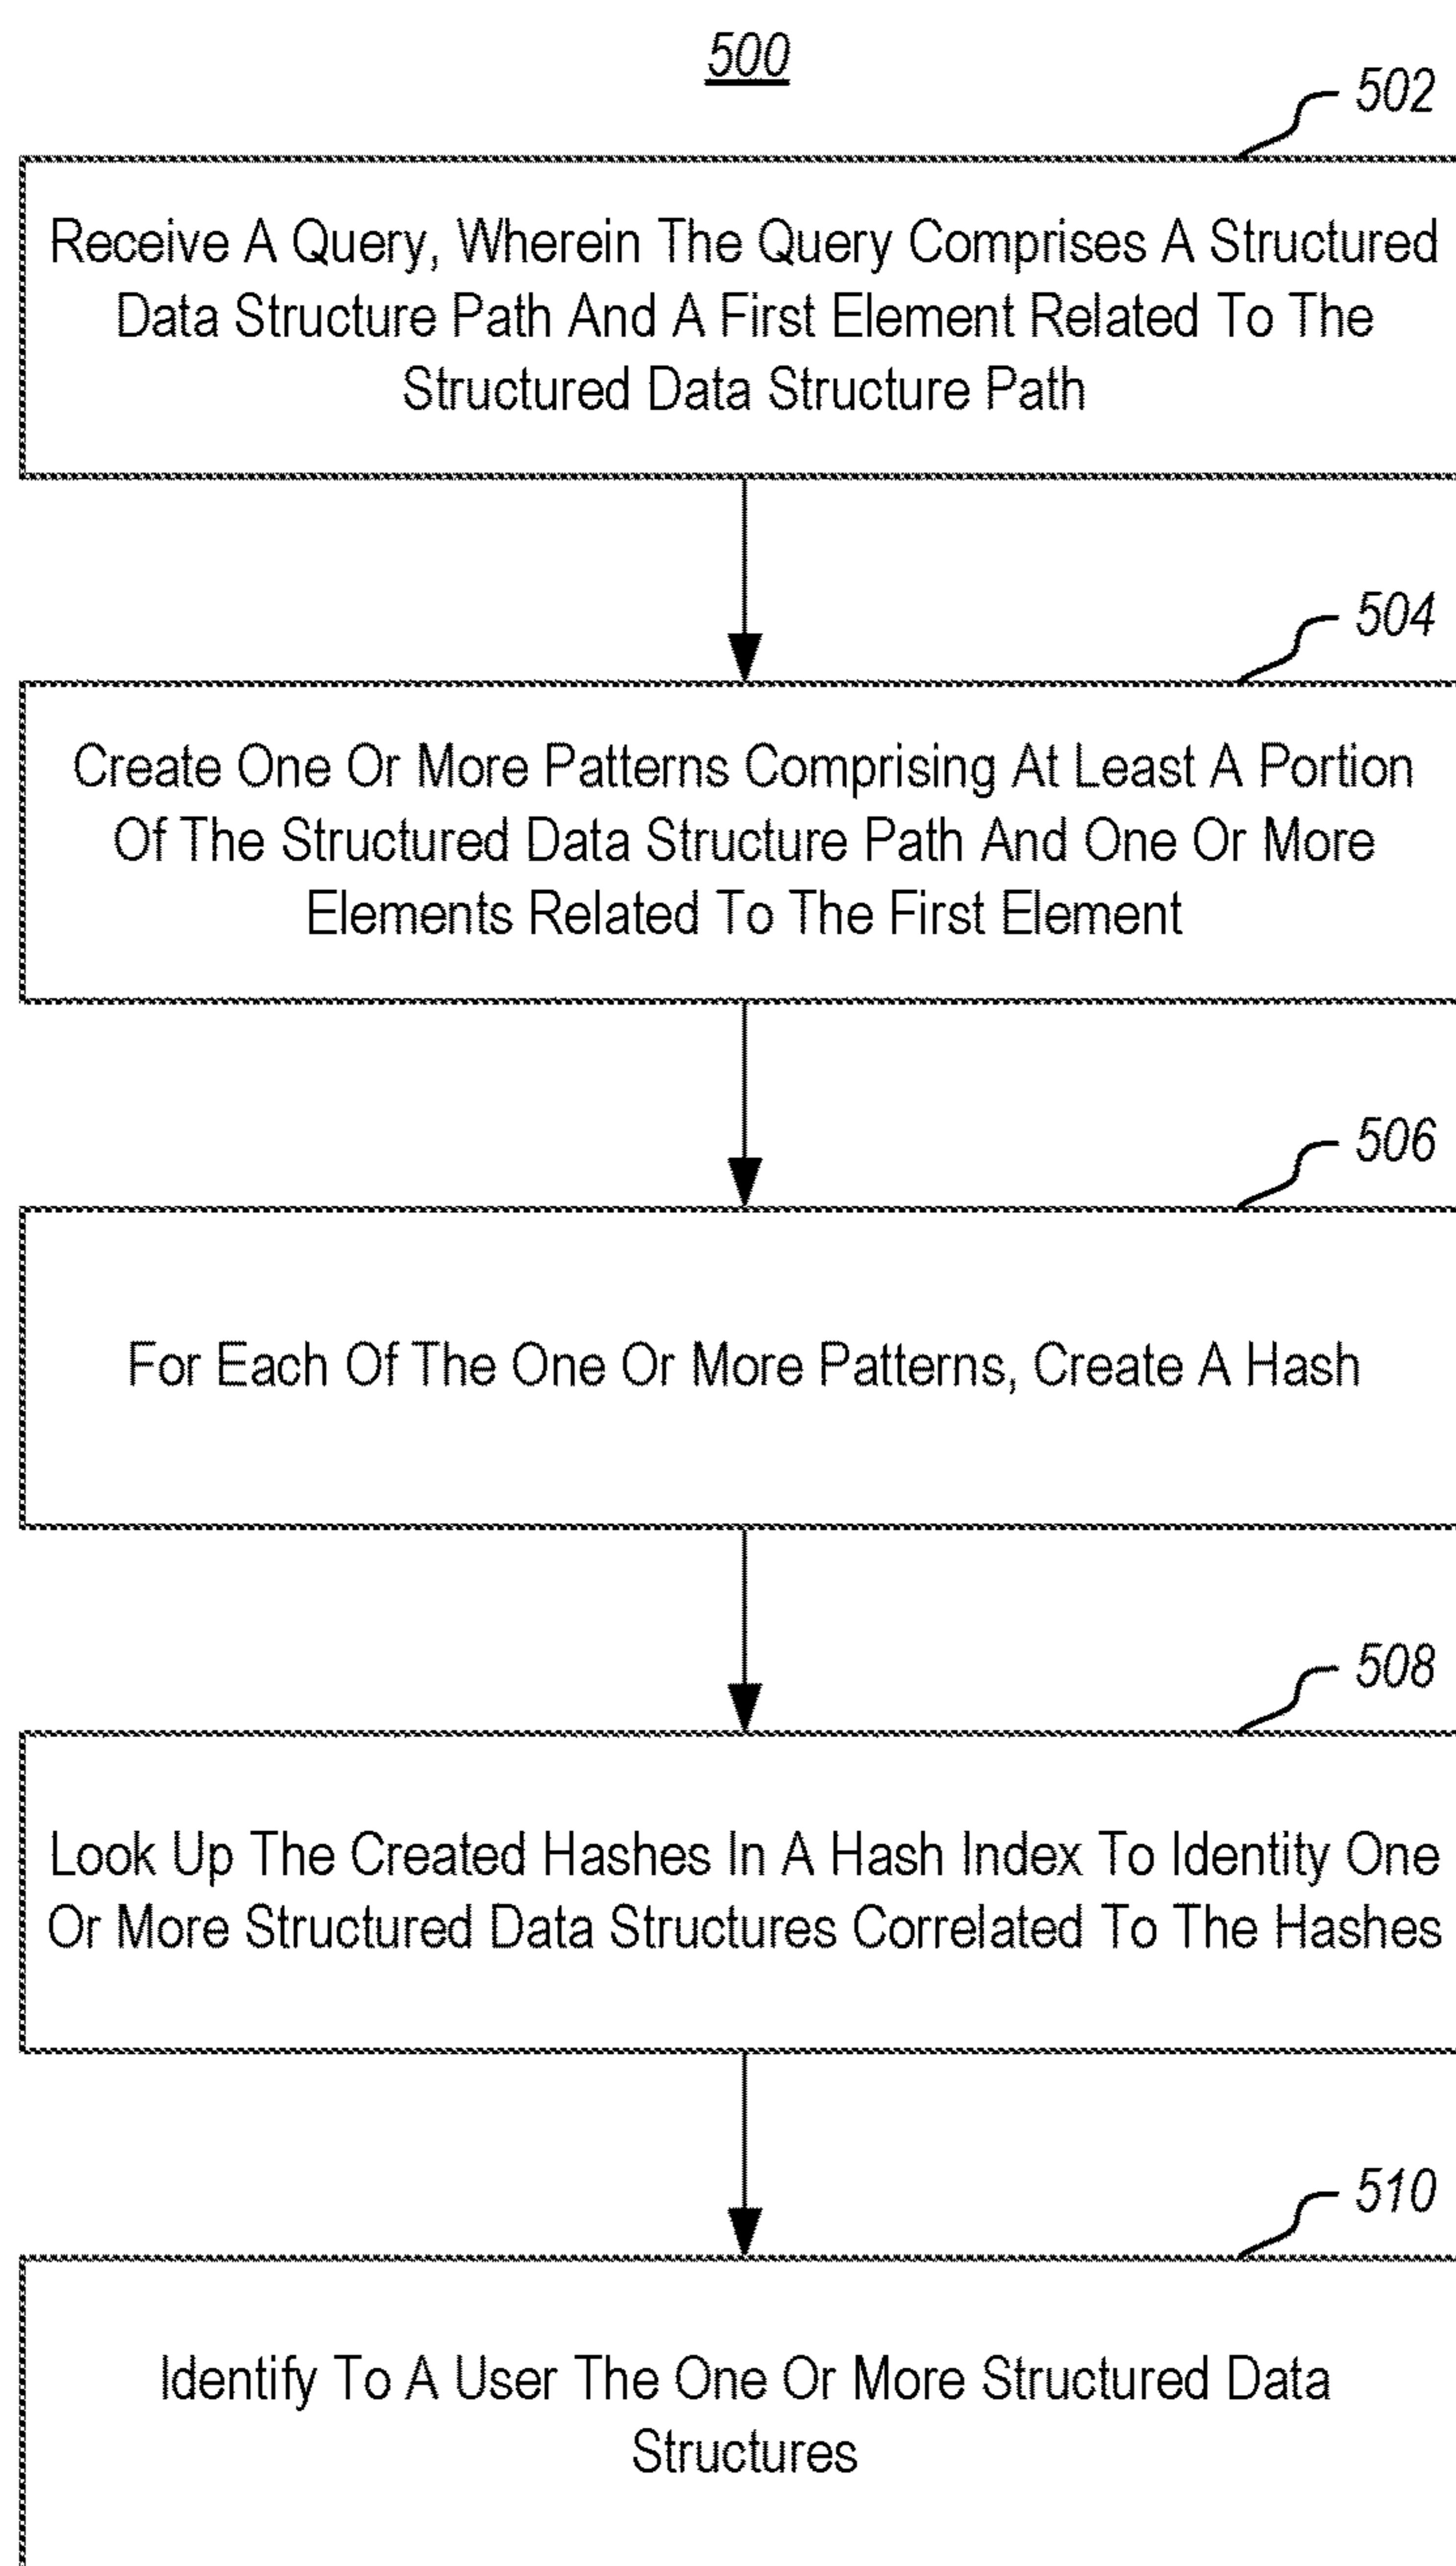 500
502
Receive A Query, Wherein The Query Comprises A Structured
Data Structure Path And A First Element Related To The
Structured Data Structure Path
504
Create One Or More Patterns Comprising At Least A Portion
Of The Structured Data Structure Path And One Or More
Elements Related To The First Element
506
For Each Of The One Or More Patterns, Create A Hash
508
Look Up The Created Hashes In A Hash Index To Identity One
Or More Structured Data Structures Correlated To The Hashes
510
Identify To A User The One Or More Structured Data
Structures